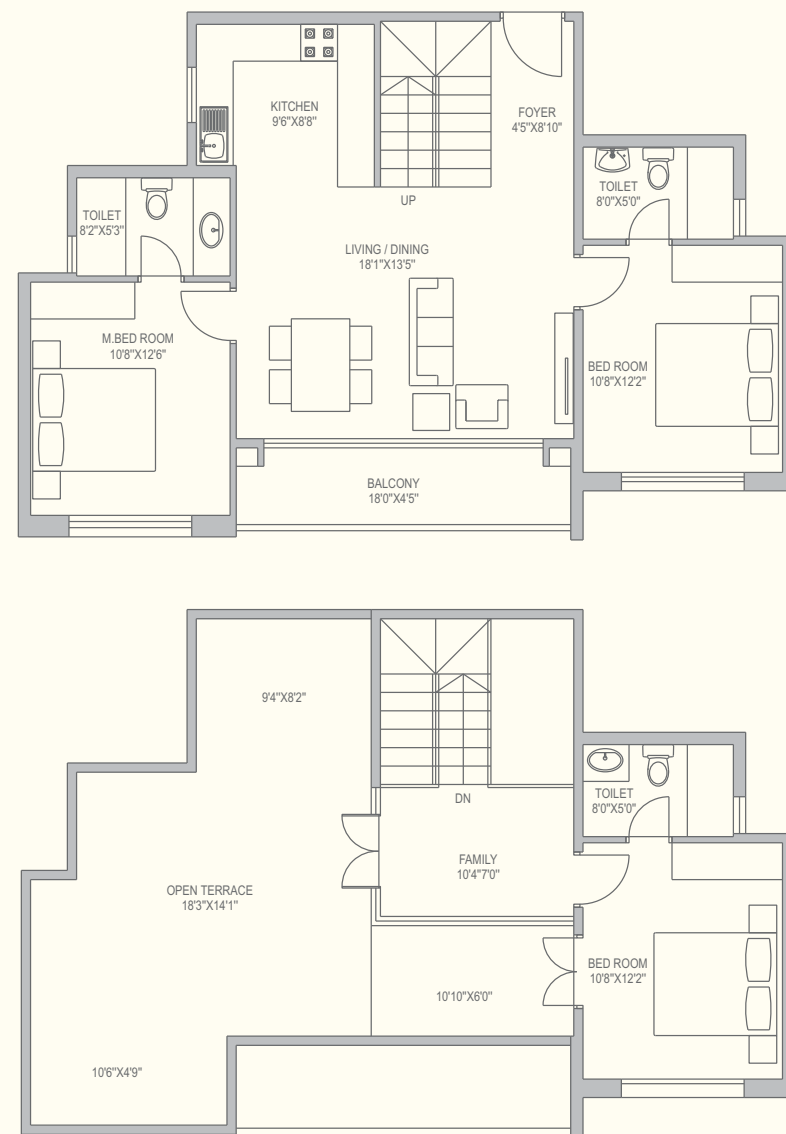 KITCHEN
9'6"X8'8"
FOYER
4'5"X8'10"
UP
TOILET
8'0"X5'0"
TOILET
8'2"X5'3"
LIVING / DINING
18'1"X13'5"
M.BED ROOM
10'8"X12'6"
BED ROOM
10'8"X12'2"
BALCONY
18'0"X4'5"
9'4"X8'2"
DN
TOILET
8'0"X5'0"
FAMILY
10'4"7'0"
OPEN TERRACE
18'3"X14'1"
BED ROOM
10'8"X12'2"
10'10"X6'0"
10'6"X4'9"